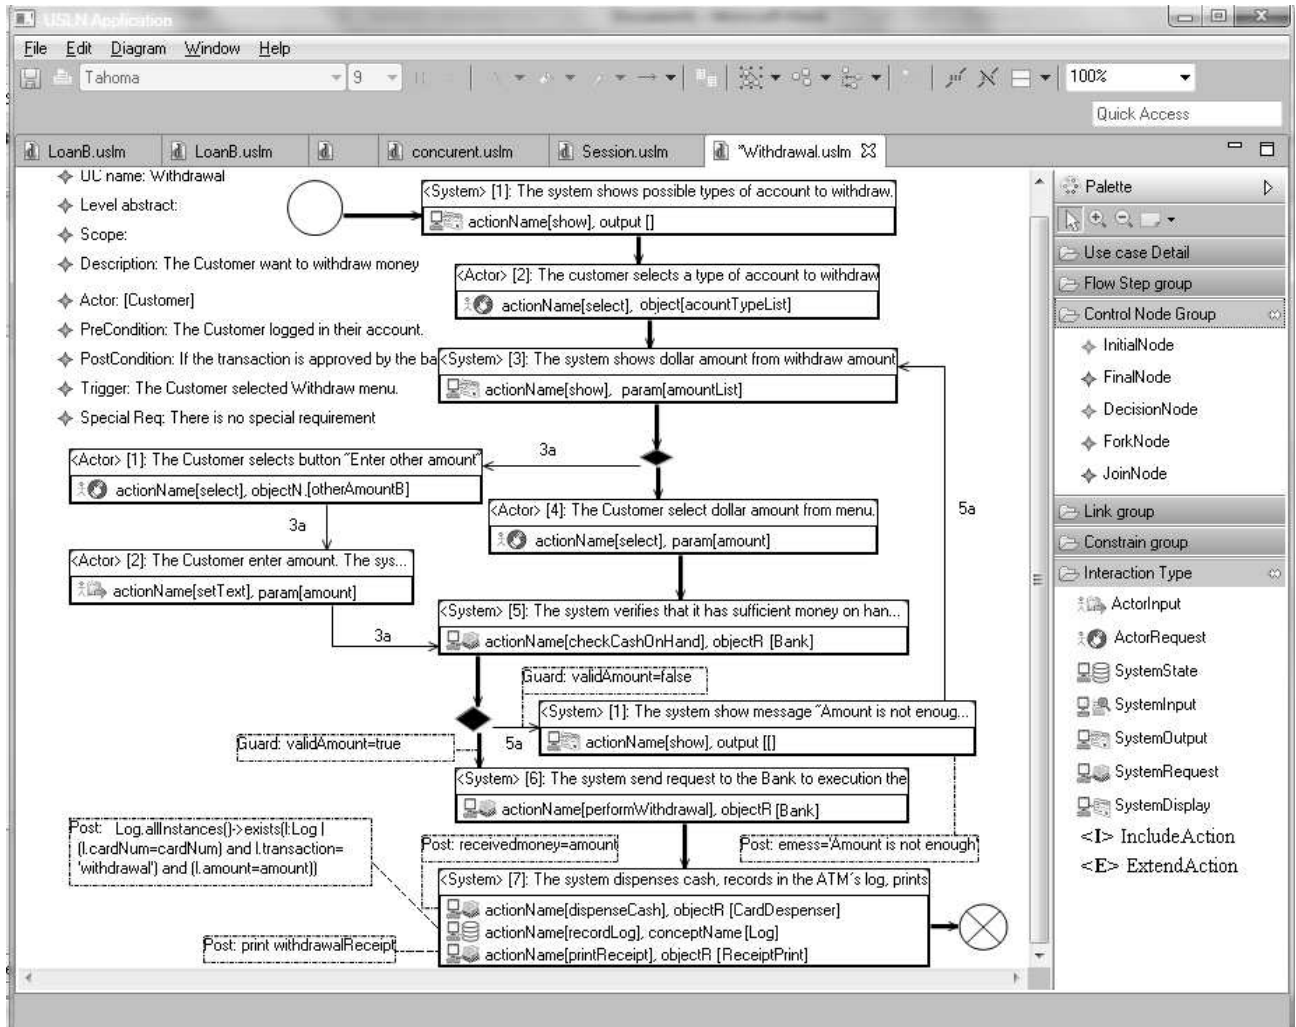 USLN Application
File Edit Diagram Window Help
Tahoma 9 100%
Quick Access
LoanB.uslm LoanB.uslm concurent.uslm Session.uslm *Withdrawal.uslm
UC name: Withdrawal
Level abstract:
Scope:
Description: The Customer want to withdraw money
Actor: [Customer]
PreCondition: The Customer logged in their account.
PostCondition: If the transaction is approved by the ba
Trigger: The Customer selected Withdraw menu.
Special Req: There is no special requirement
<System> [1]: The system shows possible types of account to withdraw.
actionName[show], output []
<Actor> [2]: The customer selects a type of account to withdraw
actionName[select], object[acountTypeList]
<System> [3]: The system shows dollar amount from withdraw amount
actionName[show], param[amountList]
3a
<Actor> [1]: The Customer selects button "Enter other amount"
actionName[select], objectN.[otherAmountB]
3a
<Actor> [2]: The Customer enter amount. The sys...
actionName[setText], param[amount]
3a
<Actor> [4]: The Customer select dollar amount from menu.
actionName[select], param[amount]
5a
<System> [5]: The system verifies that it has sufficient money on han...
actionName[checkCashOnHand], objectR [Bank]
Guard: validAmount=false
<System> [1]: The system show message "Amount is not enoug...
actionName[show], output [[]
Guard: validAmount=true
5a
<System> [6]: The system send request to the Bank to execution the
actionName[performWithdrawal], objectR [Bank]
Post: Log.allInstances()->exists(l:Log |
(l.cardNum=cardNum) and l.transaction=
'withdrawal') and (l.amount=amount))
Post: receivedmoney=amount
Post: emess='Amount is not enough'
<System> [7]: The system dispenses cash, records in the ATM's log, prints
actionName[dispenseCash], objectR [CardDespenser]
actionName[recordLog], conceptName [Log]
actionName[printReceipt], objectR [ReceiptPrint]
Post: print withdrawalReceipt
Palette
Use case Detail
Flow Step group
Control Node Group
InitialNode
FinalNode
DecisionNode
ForkNode
JoinNode
Link group
Constrain group
Interaction Type
ActorInput
ActorRequest
SystemState
SystemInput
SystemOutput
SystemRequest
SystemDisplay
<I> IncludeAction
<E> ExtendAction